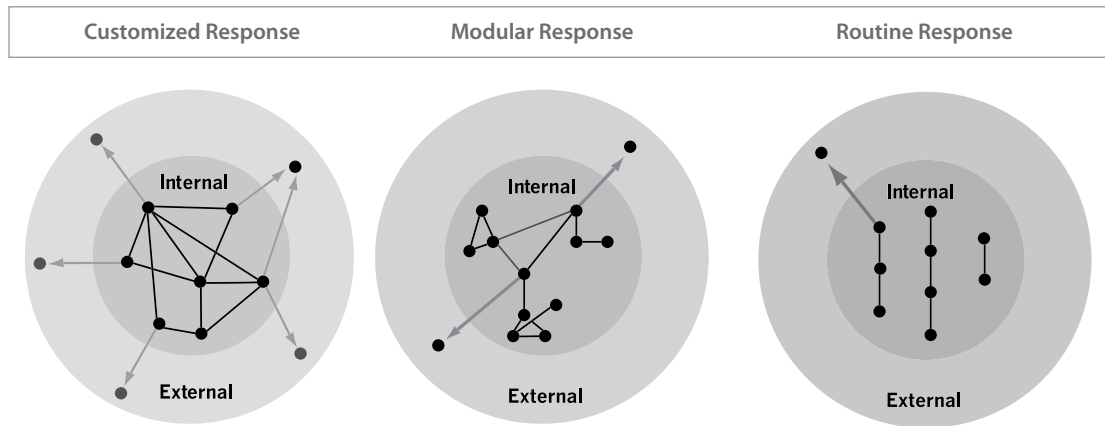 Customized Response
Modular Response
Routine Response
Internal
External
Internal
External
Internal
External